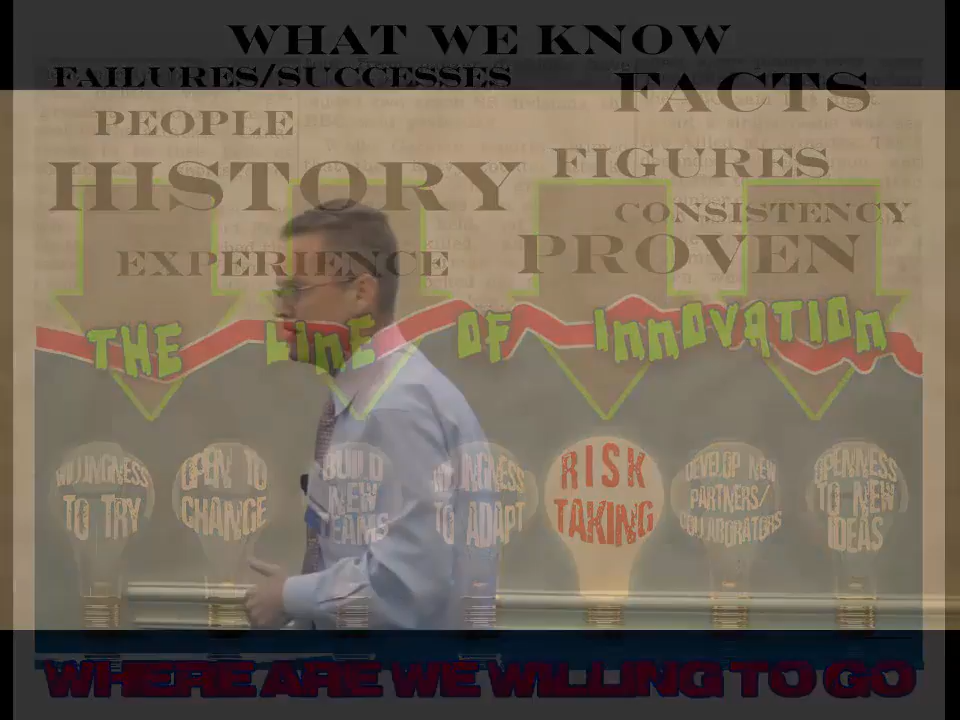 WHAT WE KNOW
FAILURES/SUCCESSES
FACTS
PEOPLE
HISTORY
FIGURES
CONSISTENCY
EXPERIENCE
PROVEN
THE LINE OF INNOVATION
WILLINGNESS
TO TRY
OPEN TO
CHANGE
BUILD
NEW
TEAMS
WILLINGNESS
TO ADAPT
RISK
TAKING
DEVELOP NEW
PARTNERS/
COLLABORATORS
OPENNESS
TO NEW
IDEAS
WHERE ARE WE WILLING TO GO